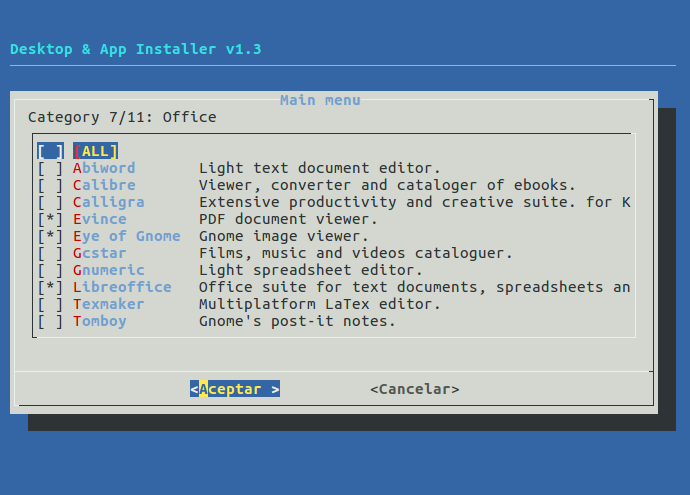 Desktop & App Installer v1.3
Main menu
Category 7/11: Office
[ ] [ALL]
[ ] Abiword Light text document editor.
[ ] Calibre Viewer, converter and cataloger of ebooks.
[ ] Calligra Extensive productivity and creative suite. for K
[*] Evince PDF document viewer.
[*] Eye of Gnome Gnome image viewer.
[ ] Gcstar Films, music and videos cataloguer.
[ ] Gnumeric Light spreadsheet editor.
[*] Libreoffice Office suite for text documents, spreadsheets an
[ ] Texmaker Multiplatform LaTex editor.
[ ] Tomboy Gnome's post-it notes.
<Aceptar > <Cancelar>